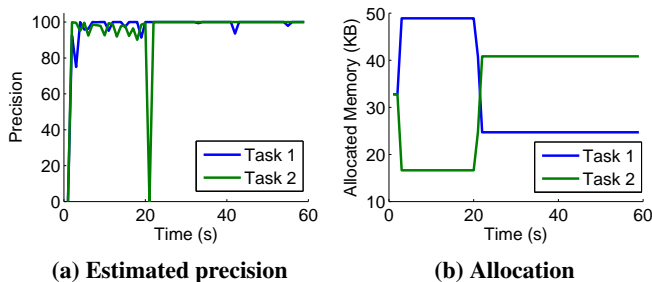 100
80
60
40
20
0
Precision
0 20 40 60
Time (s)
Task 1
Task 2
(a) Estimated precision
50
40
30
20
10
Allocated Memory (KB)
0 20 40 60
Time (s)
Task 1
Task 2
(b) Allocation